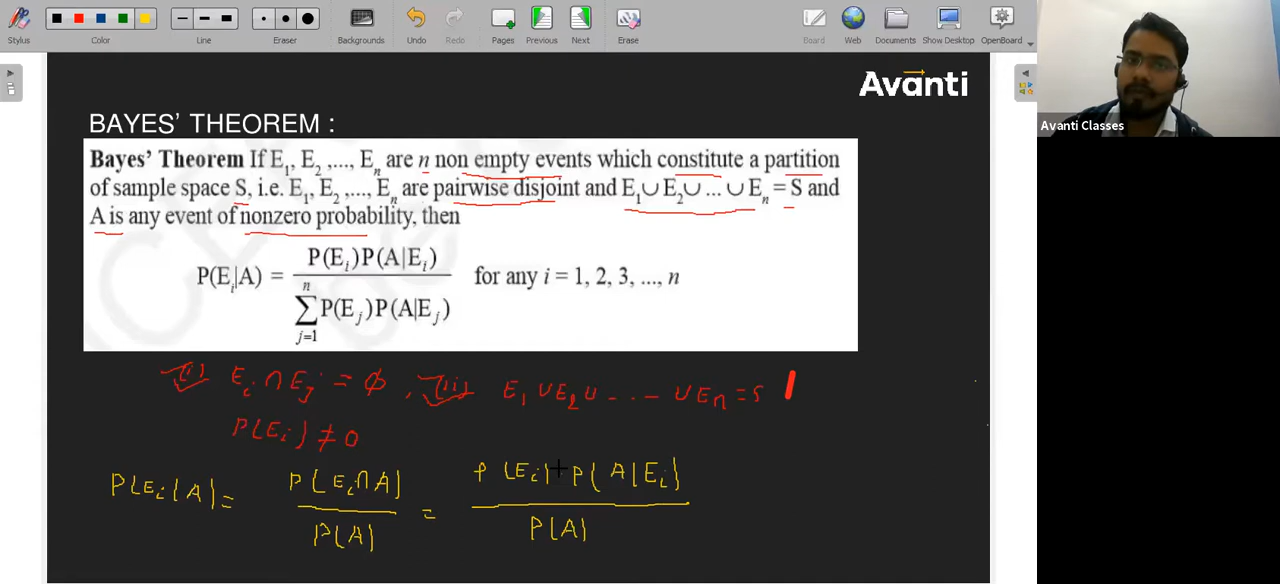 Stylus Color Line Eraser Backgrounds Undo Redo Pages Previous Next Erase Board Web Documents Show Desktop OpenBoard
Avanti
Avanti Classes
BAYES' THEOREM :
Bayes' Theorem If E₁, E₂ ,..., Eₙ are n non empty events which constitute a partition
of sample space S, i.e. E₁, E₂ ,..., Eₙ are pairwise disjoint and E₁∪ E₂∪ ... ∪ Eₙ = S and
A is any event of nonzero probability, then
P(Eᵢ|A) = P(Eᵢ)P(A|Eᵢ) / ∑ⱼ₌₁ⁿ P(Eⱼ)P(A|Eⱼ) for any i = 1, 2, 3, ..., n
(i) Eᵢ ∩ Eⱼ = ϕ , (ii) E₁ ∪ E₂ ∪ - . . - ∪ Eₙ = S
P(Eᵢ) ≠ 0
P(Eᵢ|A) = P(Eᵢ∩A) / P(A) = P(Eᵢ) P(A|Eᵢ) / P(A)